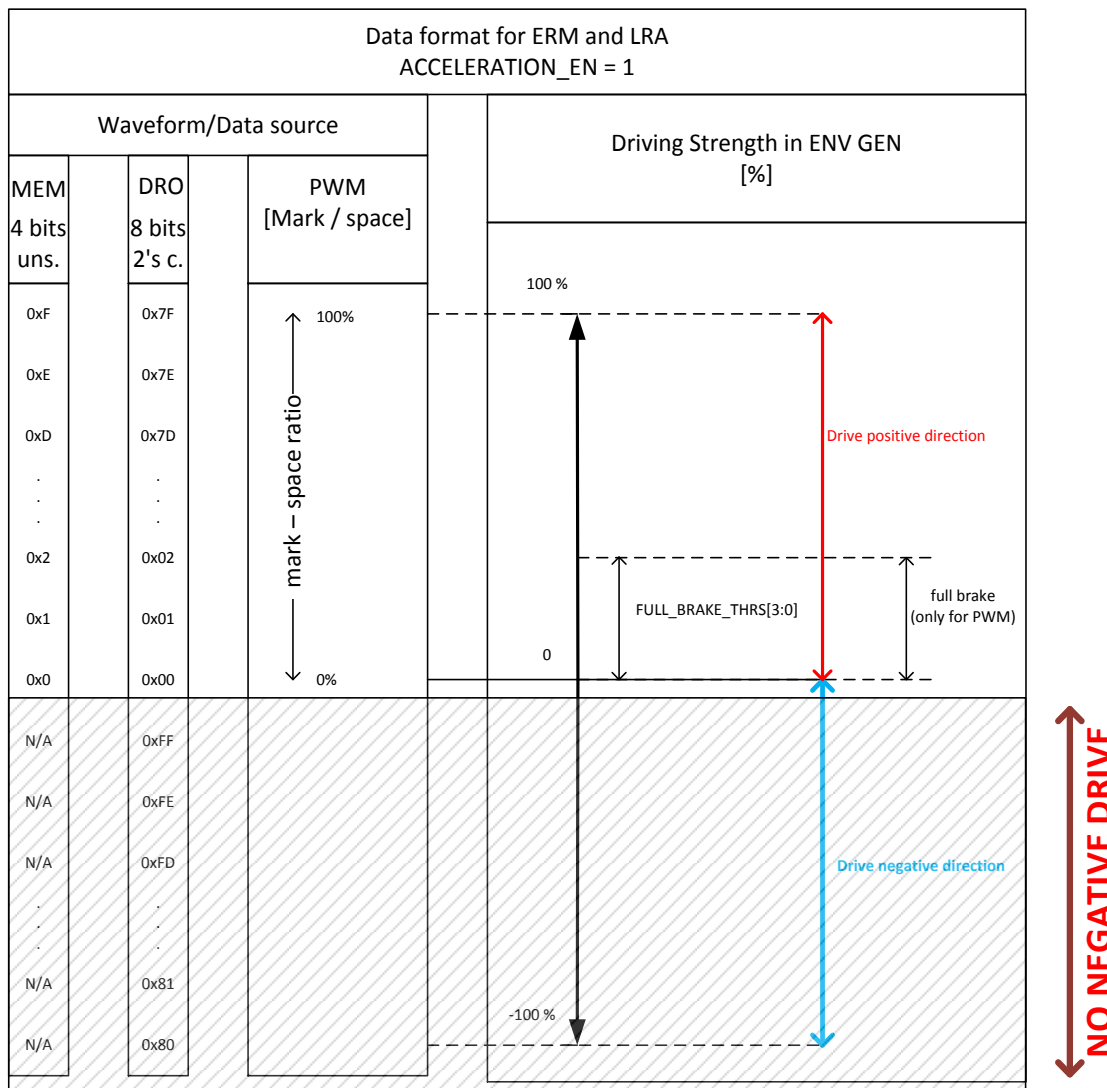 Data format for ERM and LRA
ACCELERATION_EN = 1
Waveform/Data source
Driving Strength in ENV GEN
[%]
MEM
4 bits
uns.
DRO
8 bits
2's c.
PWM
[Mark / space]
100 %
0xF 0x7F 100%
0xE 0x7E
0xD 0x7D
Drive positive direction
mark – space ratio
.
.
.
.
.
.
0x2 0x02
0x1 0x01
FULL_BRAKE_THRS[3:0]
full brake
(only for PWM)
0
0x0 0x00 0%
N/A 0xFF
N/A 0xFE
N/A 0xFD
Drive negative direction
.
.
.
.
.
.
N/A 0x81
-100 %
N/A 0x80
NO NEGATIVE DRIVE